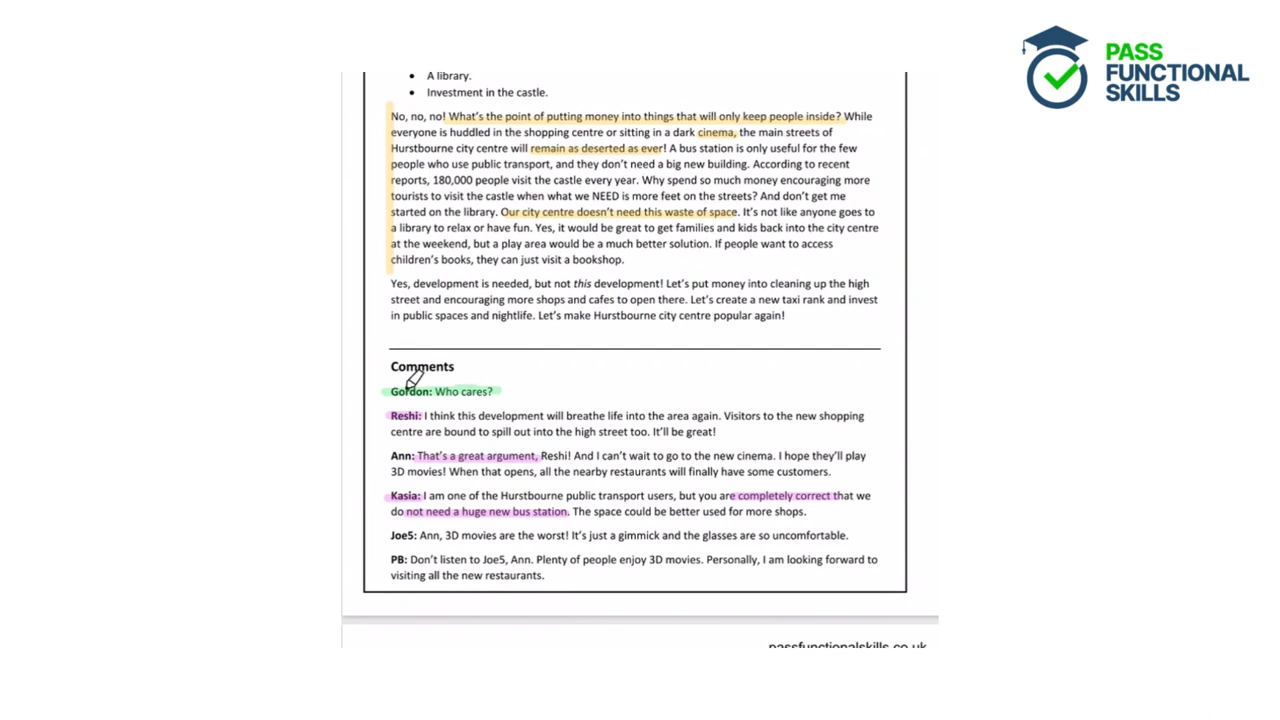 PASS
FUNCTIONAL
SKILLS
• A library.
• Investment in the castle.
No, no, no! What's the point of putting money into things that will only keep people inside? While
everyone is huddled in the shopping centre or sitting in a dark cinema, the main streets of
Hurstbourne city centre will remain as deserted as ever! A bus station is only useful for the few
people who use public transport, and they don't need a big new building. According to recent
reports, 180,000 people visit the castle every year. Why spend so much money encouraging more
tourists to visit the castle when what we NEED is more feet on the streets? And don't get me
started on the library. Our city centre doesn't need this waste of space. It's not like anyone goes to
a library to relax or have fun. Yes, it would be great to get families and kids back into the city centre
at the weekend, but a play area would be a much better solution. If people want to access
children's books, they can just visit a bookshop.
Yes, development is needed, but not this development! Let's put money into cleaning up the high
street and encouraging more shops and cafes to open there. Let's create a new taxi rank and invest
in public spaces and nightlife. Let's make Hurstbourne city centre popular again!
Comments
Gordon: Who cares?
Reshi: I think this development will breathe life into the area again. Visitors to the new shopping
centre are bound to spill out into the high street too. It'll be great!
Ann: That's a great argument, Reshi! And I can't wait to go to the new cinema. I hope they'll play
3D movies! When that opens, all the nearby restaurants will finally have some customers.
Kasia: I am one of the Hurstbourne public transport users, but you are completely correct that we
do not need a huge new bus station. The space could be better used for more shops.
Joe5: Ann, 3D movies are the worst! It's just a gimmick and the glasses are so uncomfortable.
PB: Don't listen to Joe5, Ann. Plenty of people enjoy 3D movies. Personally, I am looking forward to
visiting all the new restaurants.
passfunctionalskills.co.uk